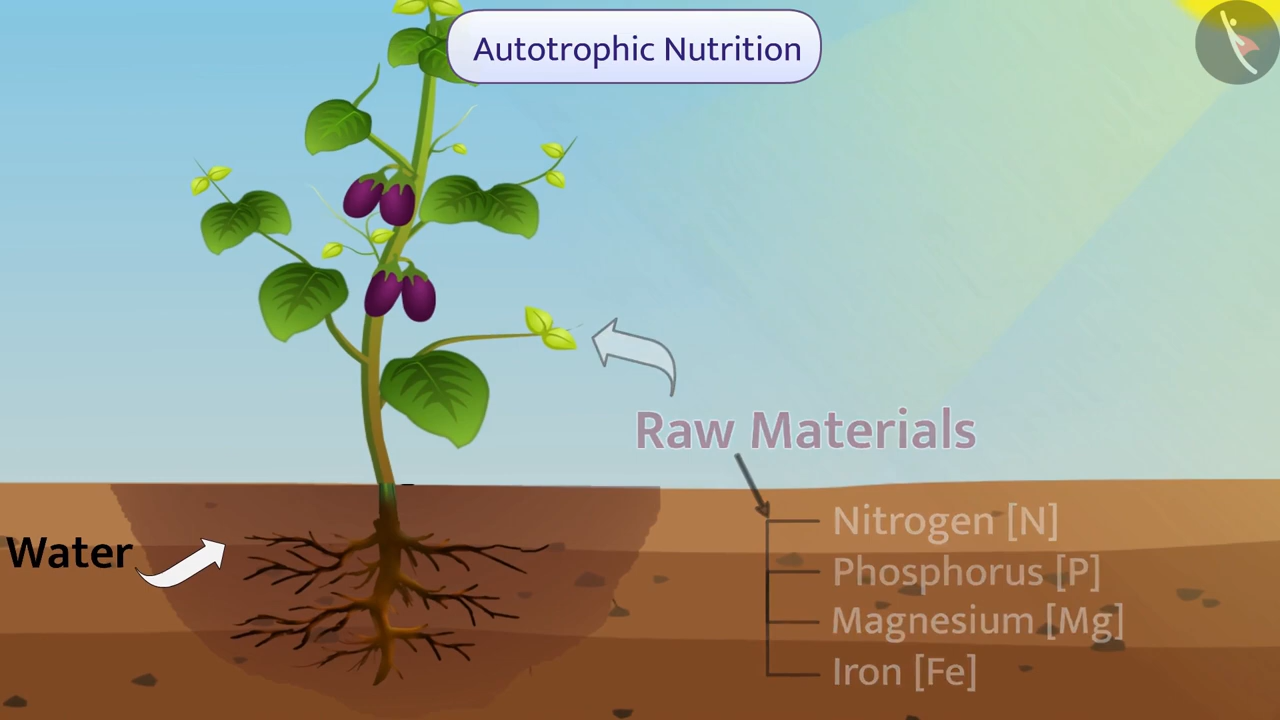 Autotrophic Nutrition
Raw Materials
Nitrogen [N]
Water
Phosphorus [P]
Magnesium [Mg]
Iron [Fe]